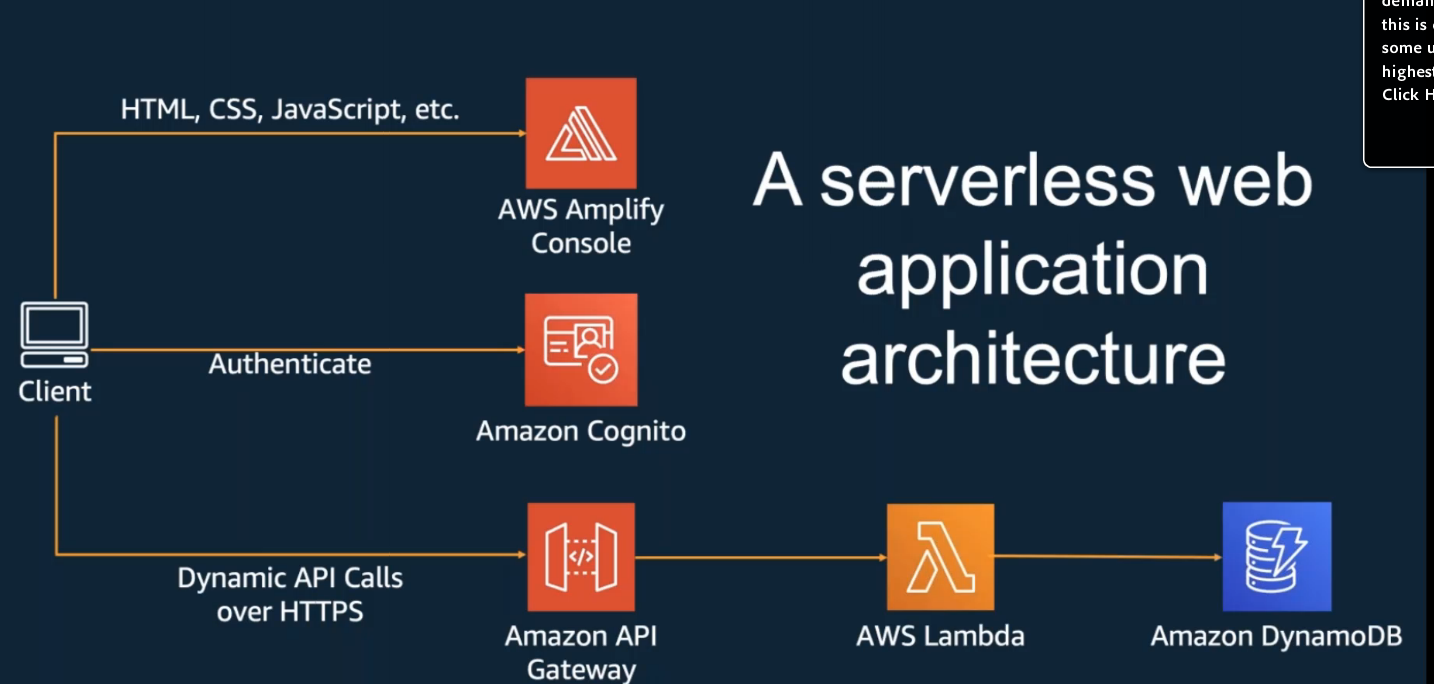 HTML, CSS, JavaScript, etc.
AWS Amplify
Console
A serverless web
application
architecture
Client
Authenticate
Amazon Cognito
Dynamic API Calls
over HTTPS
Amazon API
Gateway
AWS Lambda
Amazon DynamoDB
this is
some
Click